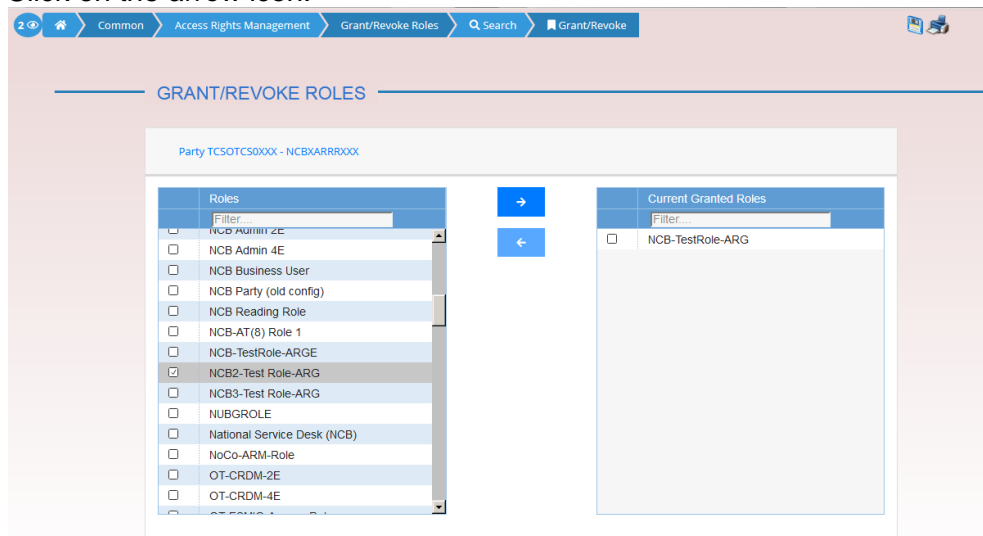 Click on the arrow icon.
2 Common Access Rights Management Grant/Revoke Roles Search Grant/Revoke
GRANT/REVOKE ROLES
Party TCSOTCS0XXX - NCBXARRRXXX
Roles
Filter....
NCB Admin 2E
NCB Admin 4E
NCB Business User
NCB Party (old config)
NCB Reading Role
NCB-AT(8) Role 1
NCB-TestRole-ARGE
NCB2-Test Role-ARG
NCB3-Test Role-ARG
NUBGROLE
National Service Desk (NCB)
NoCo-ARM-Role
OT-CRDM-2E
OT-CRDM-4E
Current Granted Roles
Filter....
NCB-TestRole-ARG